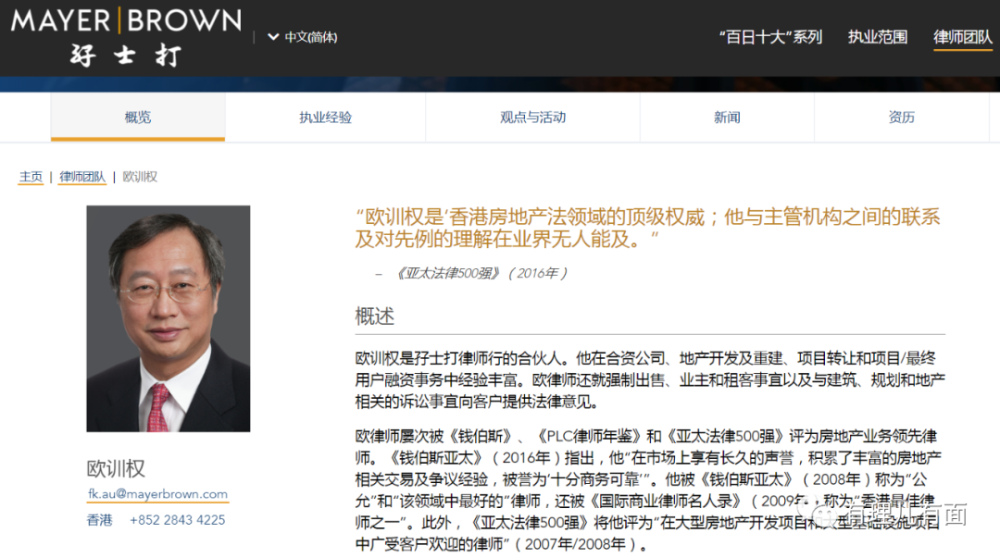 MAYER|BROWN
孖士打
中文(简体)
“百日十大”系列 执业范围 律师团队
概览 执业经验 观点与活动 新闻 资历
主页 | 律师团队 | 欧训权
“欧训权是‘香港房地产法领域的顶级权威；他与主管机构之间的联系
及对先例的理解在业界无人能及。”
– 《亚太法律500强》（2016年）
概述
欧训权是孖士打律师行的合伙人。他在合资公司、地产开发及重建、项目转让和项目/最终
用户融资事务中经验丰富。欧律师还就强制出售、业主和租客事宜以及与建筑、规划和地产
相关的诉讼事宜向客户提供法律意见。
欧律师屡次被《钱伯斯》、《PLC律师年鉴》和《亚太法律500强》评为房地产业务领先律
师。《钱伯斯亚太》（2016年）指出，他“在市场上享有长久的声誉，积累了丰富的房地产
相关交易及争议经验，被誉为‘十分商务可靠’”。他被《钱伯斯亚太》（2008年）称为“公
允”和“该领域中最好的”律师，还被《国际商业律师名人录》（2009年）称为“香港最佳律
师之一”。此外，《亚太法律500强》将他评为“在大型房地产开发项目和大型基础设施项目
中广受客户欢迎的律师”（2007年/2008年）。
欧训权
fk.au@mayerbrown.com
香港 +852 2843 4225
有理儿有面